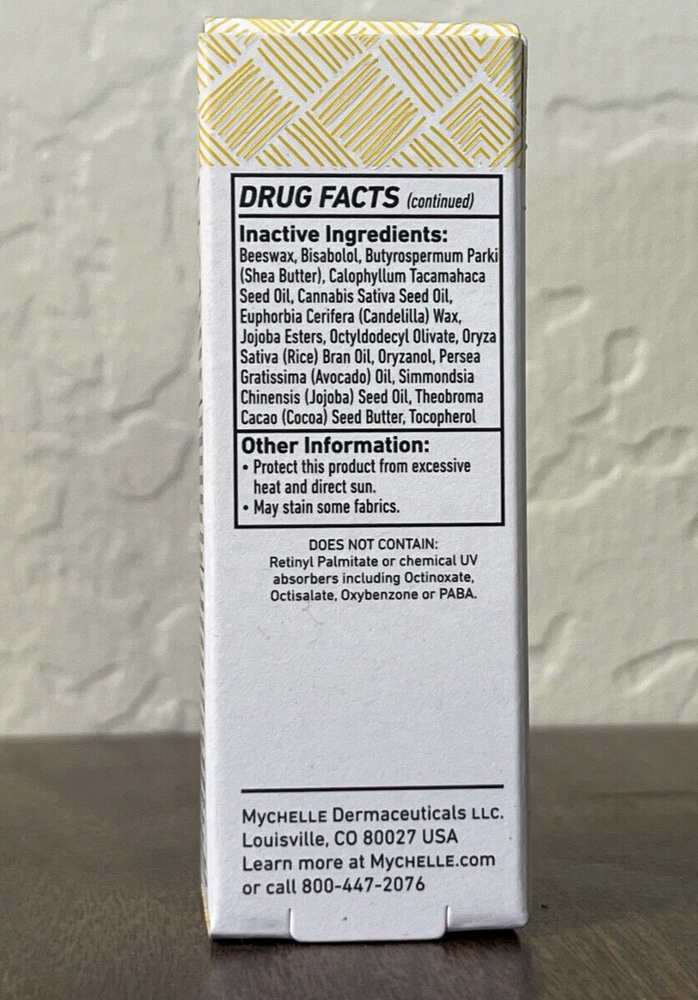 DRUG FACTS (continued)
Inactive Ingredients:
Beeswax, Bisabolol, Butyrospermum Parki
(Shea Butter), Calophyllum Tacamahaca
Seed Oil, Cannabis Sativa Seed Oil,
Euphorbia Cerifera (Candelilla) Wax,
Jojoba Esters, Octyldodecyl Olivate, Oryza
Sativa (Rice) Bran Oil, Oryzanol, Persea
Gratissima (Avocado) Oil, Simmondsia
Chinensis (Jojoba) Seed Oil, Theobroma
Cacao (Cocoa) Seed Butter, Tocopherol
Other Information:
• Protect this product from excessive
heat and direct sun.
• May stain some fabrics.
DOES NOT CONTAIN:
Retinyl Palmitate or chemical UV
absorbers including Octinoxate,
Octisalate, Oxybenzone or PABA.
MyCHELLE Dermaceuticals LLC.
Louisville, CO 80027 USA
Learn more at MyCHELLE.com
or call 800-447-2076